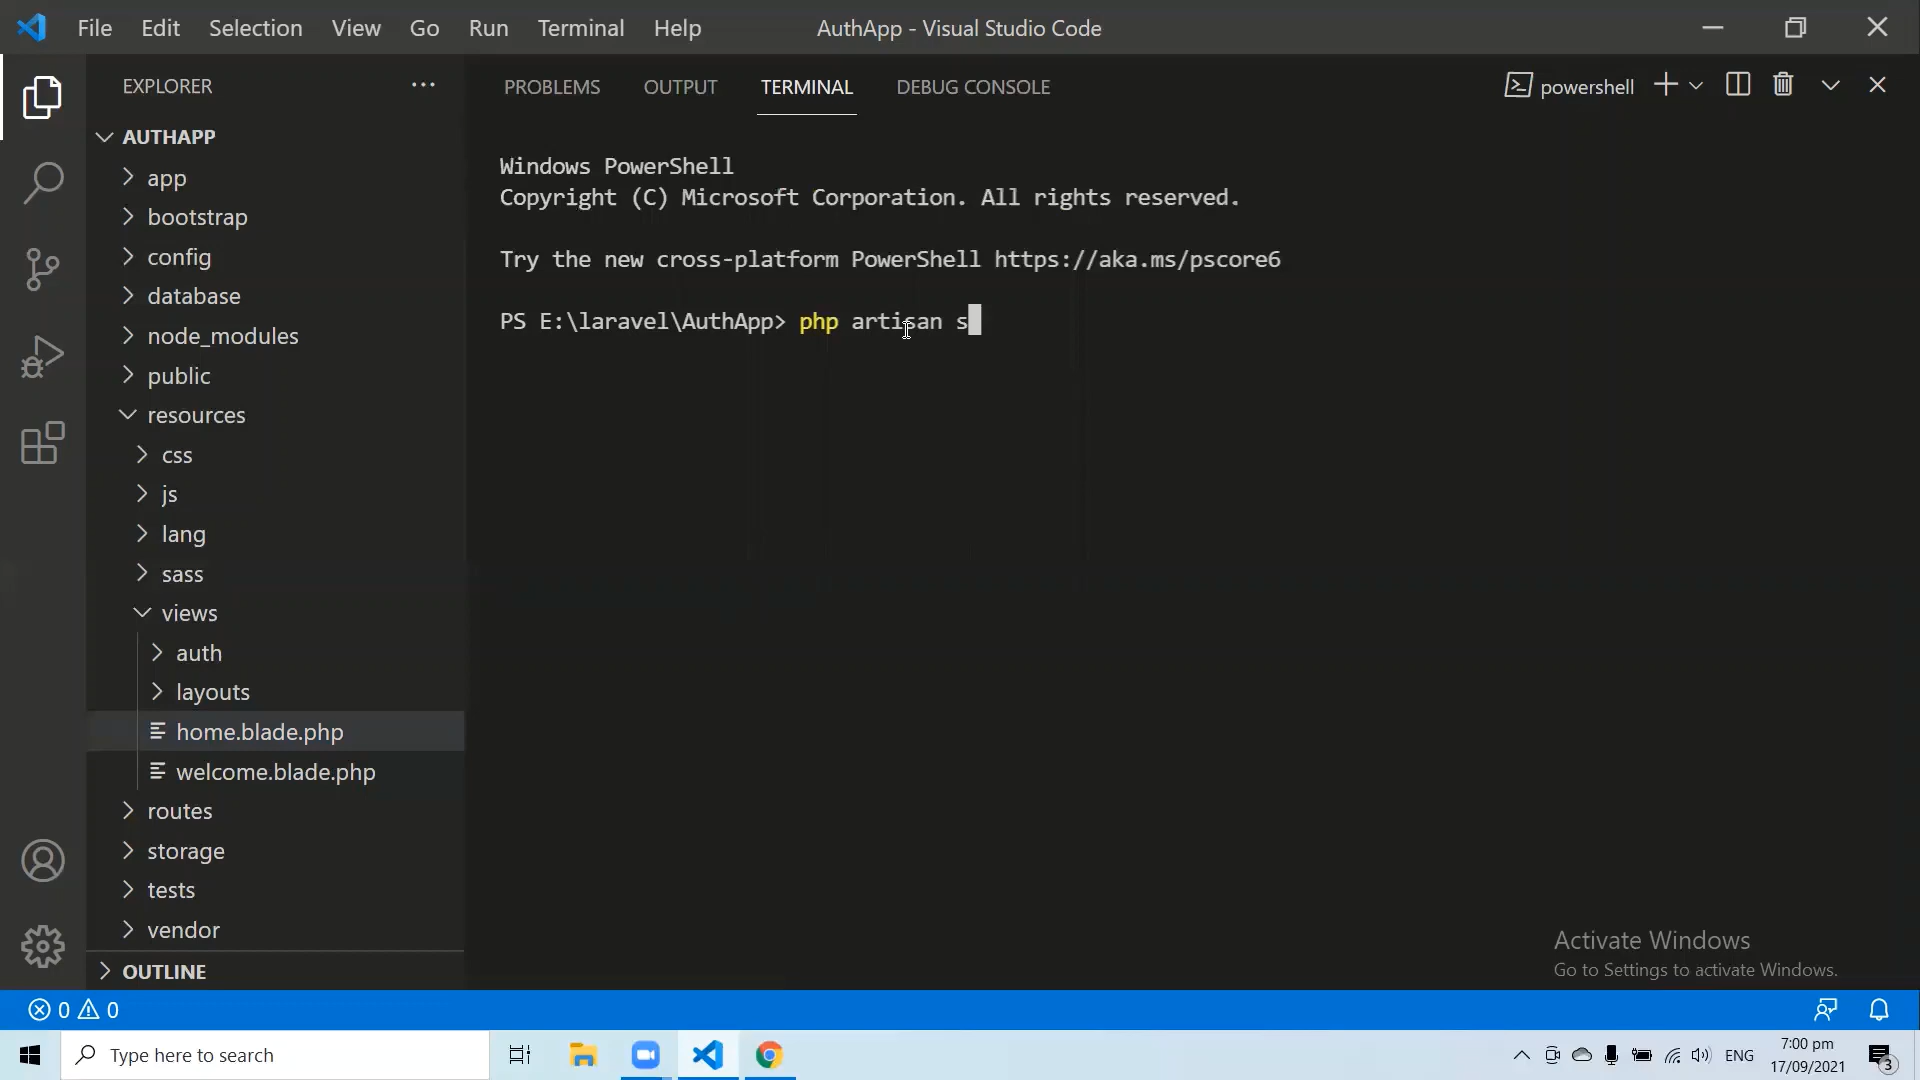 File Edit Selection View Go Run Terminal Help AuthApp - Visual Studio Code
EXPLORER
AUTHAPP
app
bootstrap
config
database
node_modules
public
resources
css
js
lang
sass
views
auth
layouts
home.blade.php
welcome.blade.php
routes
storage
tests
vendor
OUTLINE
PROBLEMS OUTPUT TERMINAL DEBUG CONSOLE powershell
Windows PowerShell
Copyright (C) Microsoft Corporation. All rights reserved.
Try the new cross-platform PowerShell https://aka.ms/pscore6
PS E:\laravel\AuthApp> php artisan s
Activate Windows
Go to Settings to activate Windows.
0 0
Type here to search
ENG
7:00 pm
17/09/2021
3